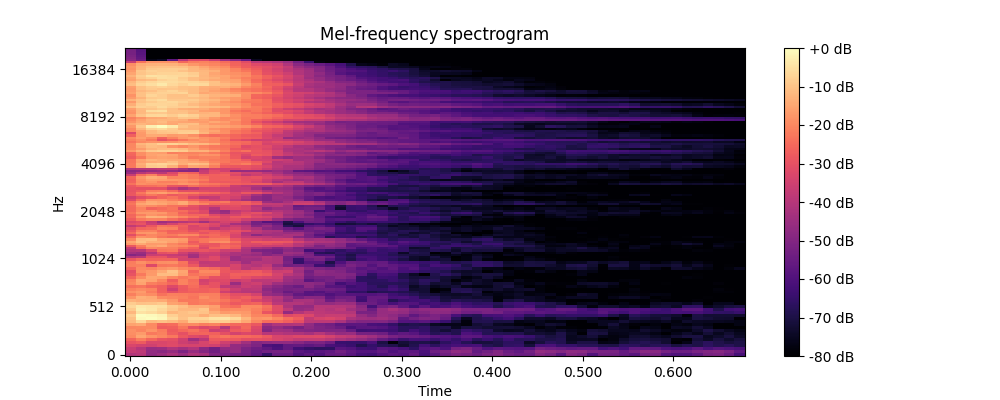 Mel-frequency spectrogram
Hz
16384
8192
4096
2048
1024
512
0
0.000 0.100 0.200 0.300 0.400 0.500 0.600
Time
+0 dB
-10 dB
-20 dB
-30 dB
-40 dB
-50 dB
-60 dB
-70 dB
-80 dB